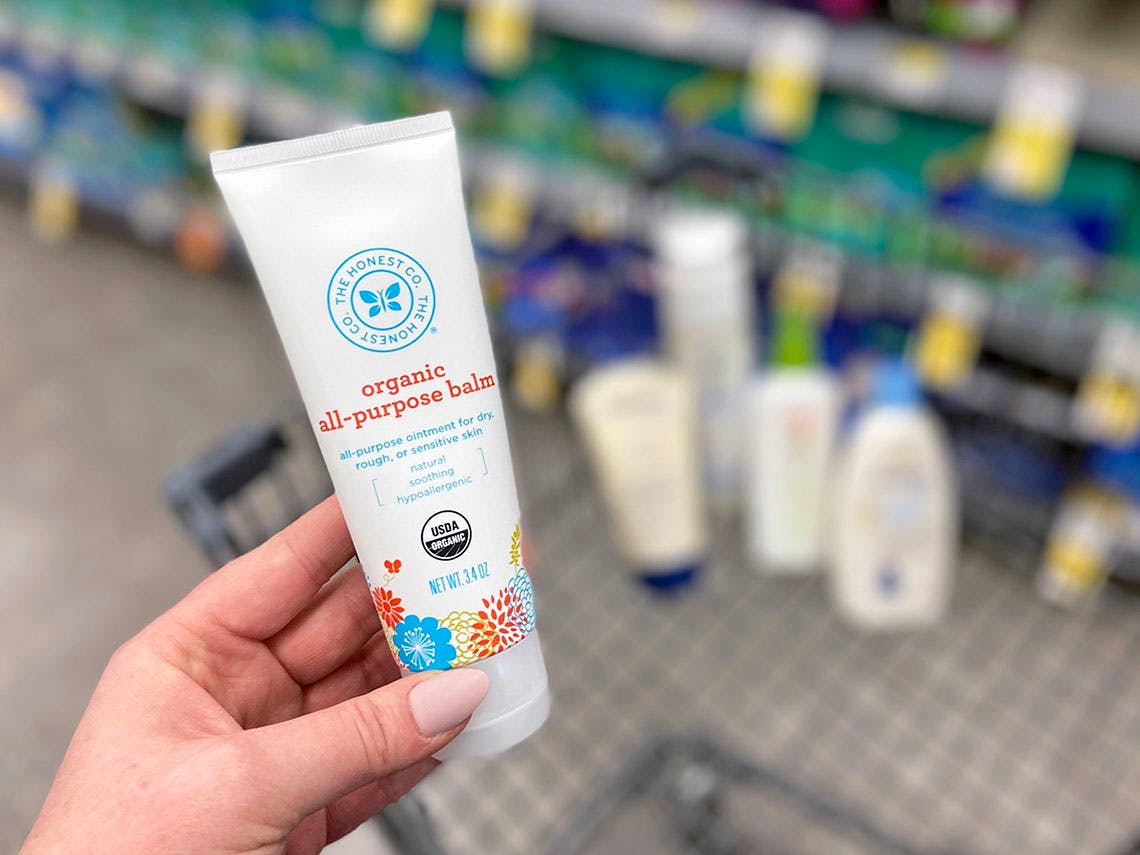 THE HONEST CO. THE HONEST CO.
®
organic
all-purpose balm
all-purpose ointment for dry,
rough, or sensitive skin
natural
soothing
hypoallergenic
USDA
ORGANIC
NET WT. 3.4 OZ